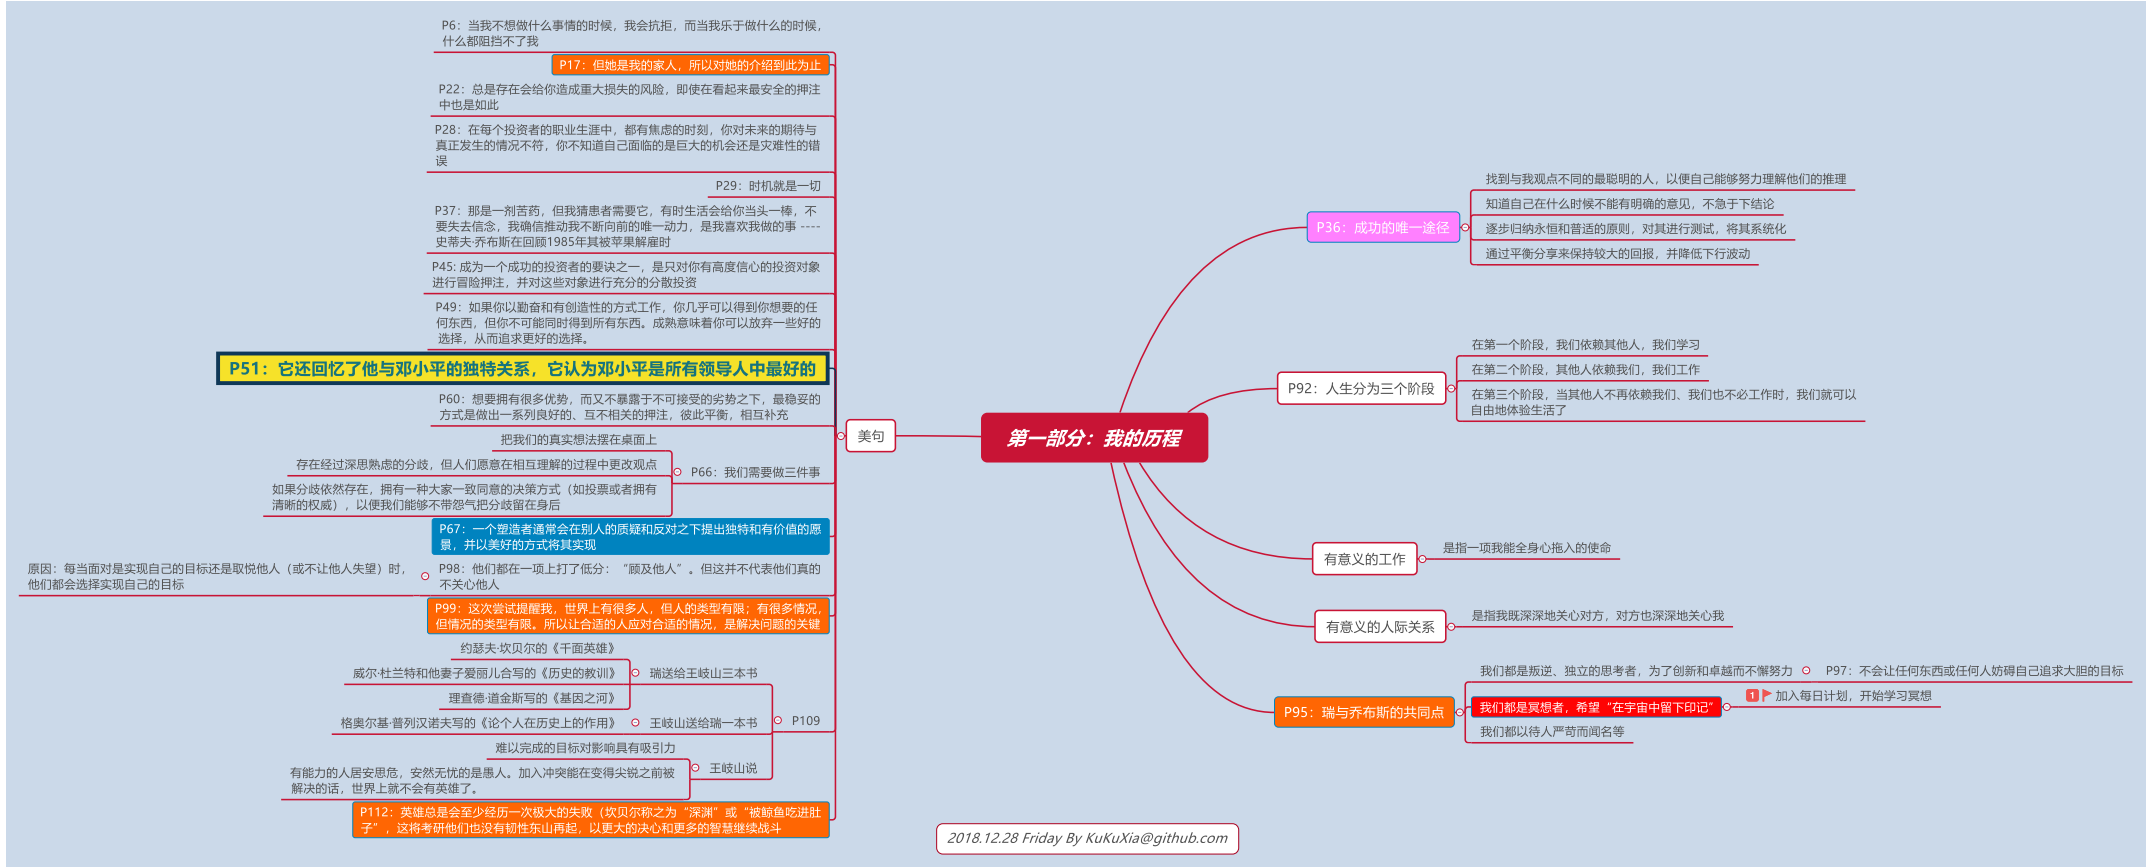 第一部分：我的历程
P36：成功的唯一途径
找到与我观点不同的最聪明的人，以便自己能够努力理解他们的推理
知道自己在什么时候不能有明确的意见，不急于下结论
逐步归纳永恒和普适的原则，对其进行测试，将其系统化
通过平衡分享来保持较大的回报，并降低下行波动
P92：人生分为三个阶段
在第一个阶段，我们依赖其他人，我们学习
在第二个阶段，其他人依赖我们，我们工作
在第三个阶段，当其他人不再依赖我们、我们也不必工作时，我们就可以
自由地体验生活了
有意义的工作
是指一项我能全身心拖入的使命
有意义的人际关系
是指我既深深地关心对方，对方也深深地关心我
P95：瑞与乔布斯的共同点
我们都是叛逆、独立的思考者，为了创新和卓越而不懈努力
P97：不会让任何东西或任何人妨碍自己追求大胆的目标
我们都是冥想者，希望“在宇宙中留下印记”
1
加入每日计划，开始学习冥想
我们都以待人严苛而闻名等
美句
P6：当我不想做什么事情的时候，我会抗拒，而当我乐于做什么的时候，
什么都阻挡不了我
P17：但她是我的家人，所以对她的介绍到此为止
P22：总是存在会给你造成重大损失的风险，即使在看起来最安全的押注
中也是如此
P28：在每个投资者的职业生涯中，都有焦虑的时刻，你对未来的期待与
真正发生的情况不符，你不知道自己面临的是巨大的机会还是灾难性的错
误
P29：时机就是一切
P37：那是一剂苦药，但我猜患者需要它，有时生活会给你当头一棒，不
要失去信念，我确信推动我不断向前的唯一动力，是我喜欢我做的事 ----
史蒂夫·乔布斯在回顾1985年其被苹果解雇时
P45: 成为一个成功的投资者的要诀之一，是只对你有高度信心的投资对象
进行冒险押注，并对这些对象进行充分的分散投资
P49：如果你以勤奋和有创造性的方式工作，你几乎可以得到你想要的任
何东西，但你不可能同时得到所有东西。成熟意味着你可以放弃一些好的
选择，从而追求更好的选择。
P51：它还回忆了他与邓小平的独特关系，它认为邓小平是所有领导人中最好的
P60：想要拥有很多优势，而又不暴露于不可接受的劣势之下，最稳妥的
方式是做出一系列良好的、互不相关的押注，彼此平衡，相互补充
P66：我们需要做三件事
把我们的真实想法摆在桌面上
存在经过深思熟虑的分歧，但人们愿意在相互理解的过程中更改观点
如果分歧依然存在，拥有一种大家一致同意的决策方式（如投票或者拥有
清晰的权威），以便我们能够不带怨气把分歧留在身后
P67：一个塑造者通常会在别人的质疑和反对之下提出独特和有价值的愿
景，并以美好的方式将其实现
P98：他们都在一项上打了低分：“顾及他人”。但这并不代表他们真的
不关心他人
原因：每当面对是实现自己的目标还是取悦他人（或不让他人失望）时，
他们都会选择实现自己的目标
P99：这次尝试提醒我，世界上有很多人，但人的类型有限；有很多情况，
但情况的类型有限。所以让合适的人应对合适的情况，是解决问题的关键
P109
瑞送给王岐山三本书
约瑟夫·坎贝尔的《千面英雄》
威尔·杜兰特和他妻子爱丽儿合写的《历史的教训》
理查德·道金斯写的《基因之河》
王岐山送给瑞一本书
格奥尔基·普列汉诺夫写的《论个人在历史上的作用》
王岐山说
难以完成的目标对影响具有吸引力
有能力的人居安思危，安然无忧的是愚人。加入冲突能在变得尖锐之前被
解决的话，世界上就不会有英雄了。
P112：英雄总是会至少经历一次极大的失败（坎贝尔称之为“深渊”或“被鲸鱼吃进肚
子”，这将考研他们也没有韧性东山再起，以更大的决心和更多的智慧继续战斗
2018.12.28 Friday By KuKuXia@github.com